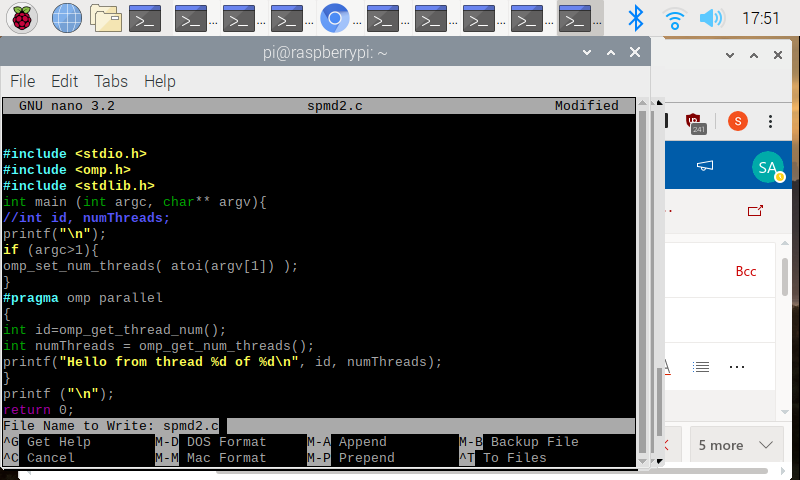 17:51
pi@raspberrypi: ~
File Edit Tabs Help
GNU nano 3.2 spmd2.c Modified
#include <stdio.h>
#include <omp.h>
#include <stdlib.h>
int main (int argc, char** argv){
//int id, numThreads;
printf("\n");
if (argc>1){
omp_set_num_threads( atoi(argv[1]) );
}
#pragma omp parallel
{
int id=omp_get_thread_num();
int numThreads = omp_get_num_threads();
printf("Hello from thread %d of %d\n", id, numThreads);
}
printf ("\n");
return 0;
File Name to Write: spmd2.c
^G Get Help M-D DOS Format M-A Append M-B Backup File
^C Cancel M-M Mac Format M-P Prepend ^T To Files
241
S
SA
Bcc
A
5 more